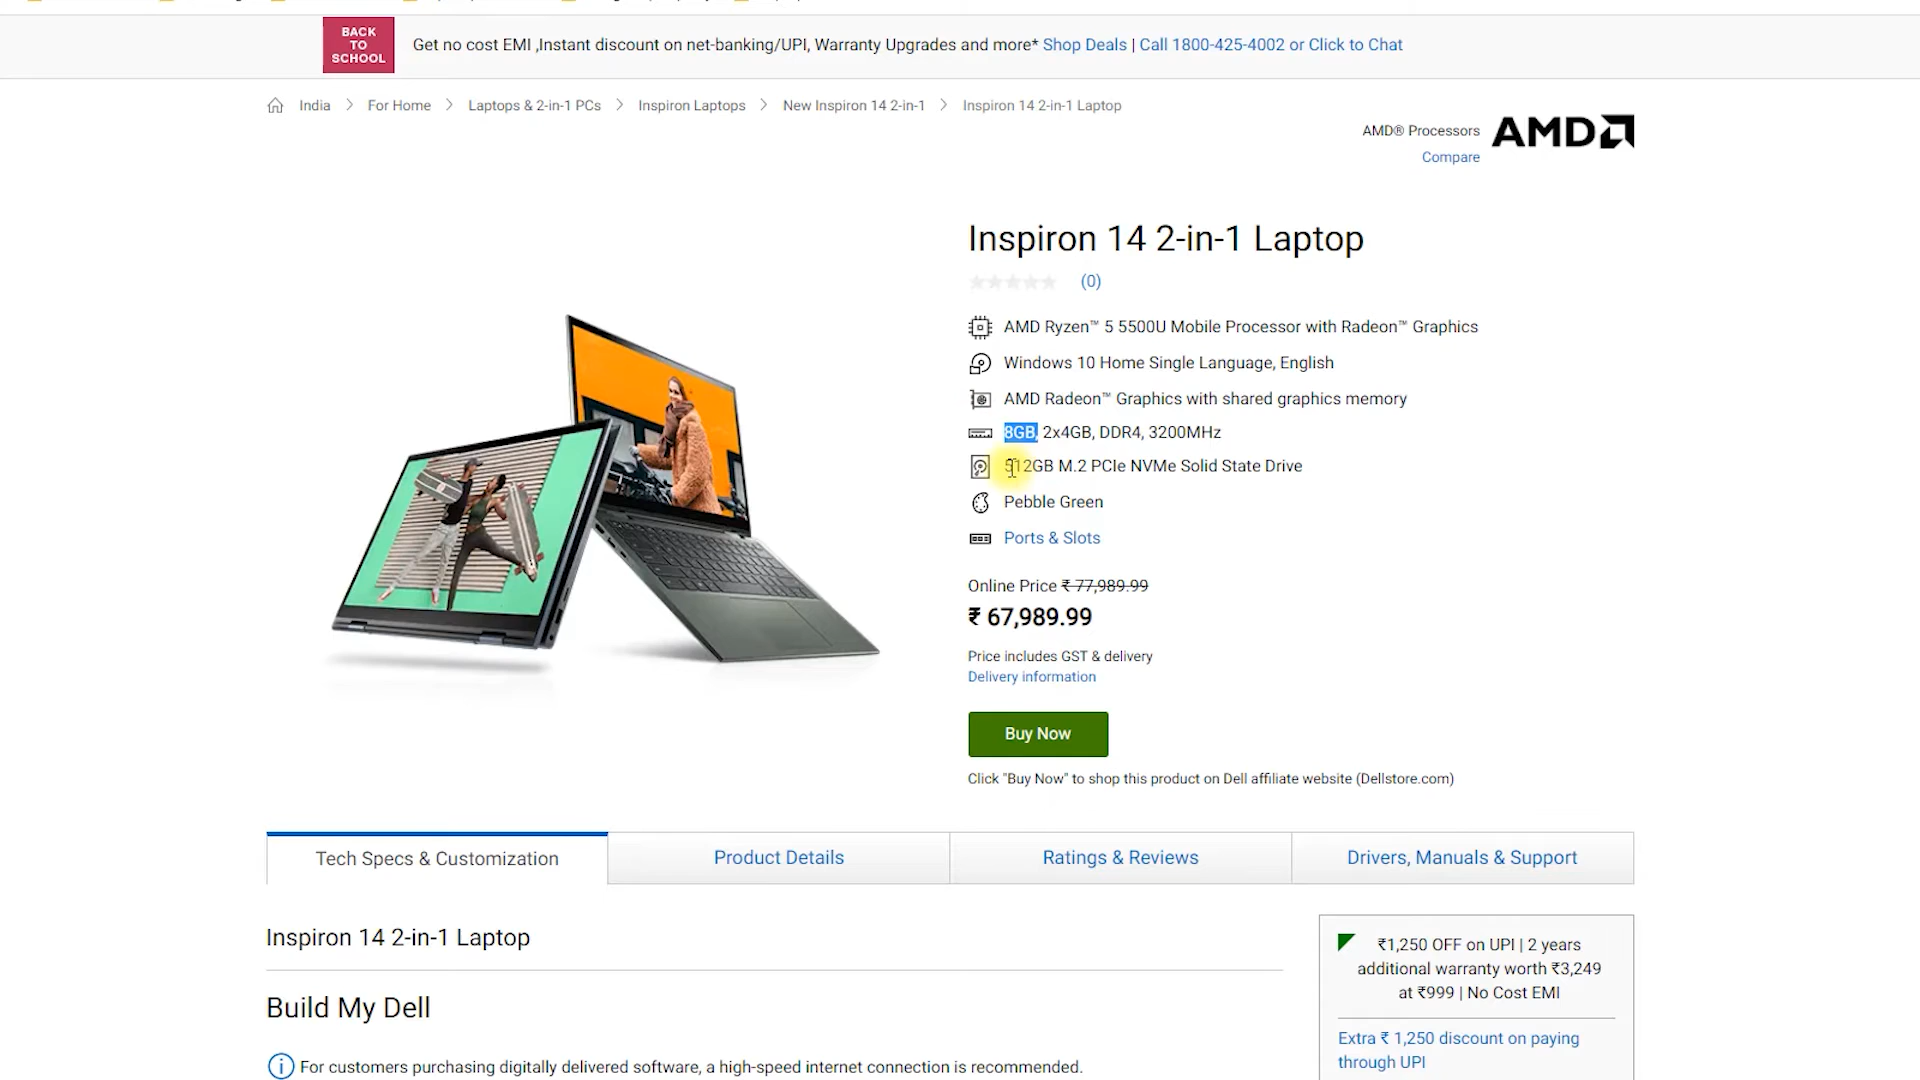 BACK
TO
SCHOOL
Get no cost EMI ,Instant discount on net-banking/UPI, Warranty Upgrades and more* Shop Deals | Call 1800-425-4002 or Click to Chat
India > For Home > Laptops & 2-in-1 PCs > Inspiron Laptops > New Inspiron 14 2-in-1 > Inspiron 14 2-in-1 Laptop
AMD® Processors AMD
Compare
Inspiron 14 2-in-1 Laptop
(0)
AMD Ryzen™ 5 5500U Mobile Processor with Radeon™ Graphics
Windows 10 Home Single Language, English
AMD Radeon™ Graphics with shared graphics memory
8GB, 2x4GB, DDR4, 3200MHz
512GB M.2 PCIe NVMe Solid State Drive
Pebble Green
Ports & Slots
Online Price ₹ 77,989.99
₹ 67,989.99
Price includes GST & delivery
Delivery information
Buy Now
Click "Buy Now" to shop this product on Dell affiliate website (Dellstore.com)
Tech Specs & Customization Product Details Ratings & Reviews Drivers, Manuals & Support
Inspiron 14 2-in-1 Laptop
Build My Dell
For customers purchasing digitally delivered software, a high-speed internet connection is recommended.
₹1,250 OFF on UPI | 2 years
additional warranty worth ₹3,249
at ₹999 | No Cost EMI
Extra ₹ 1,250 discount on paying
through UPI